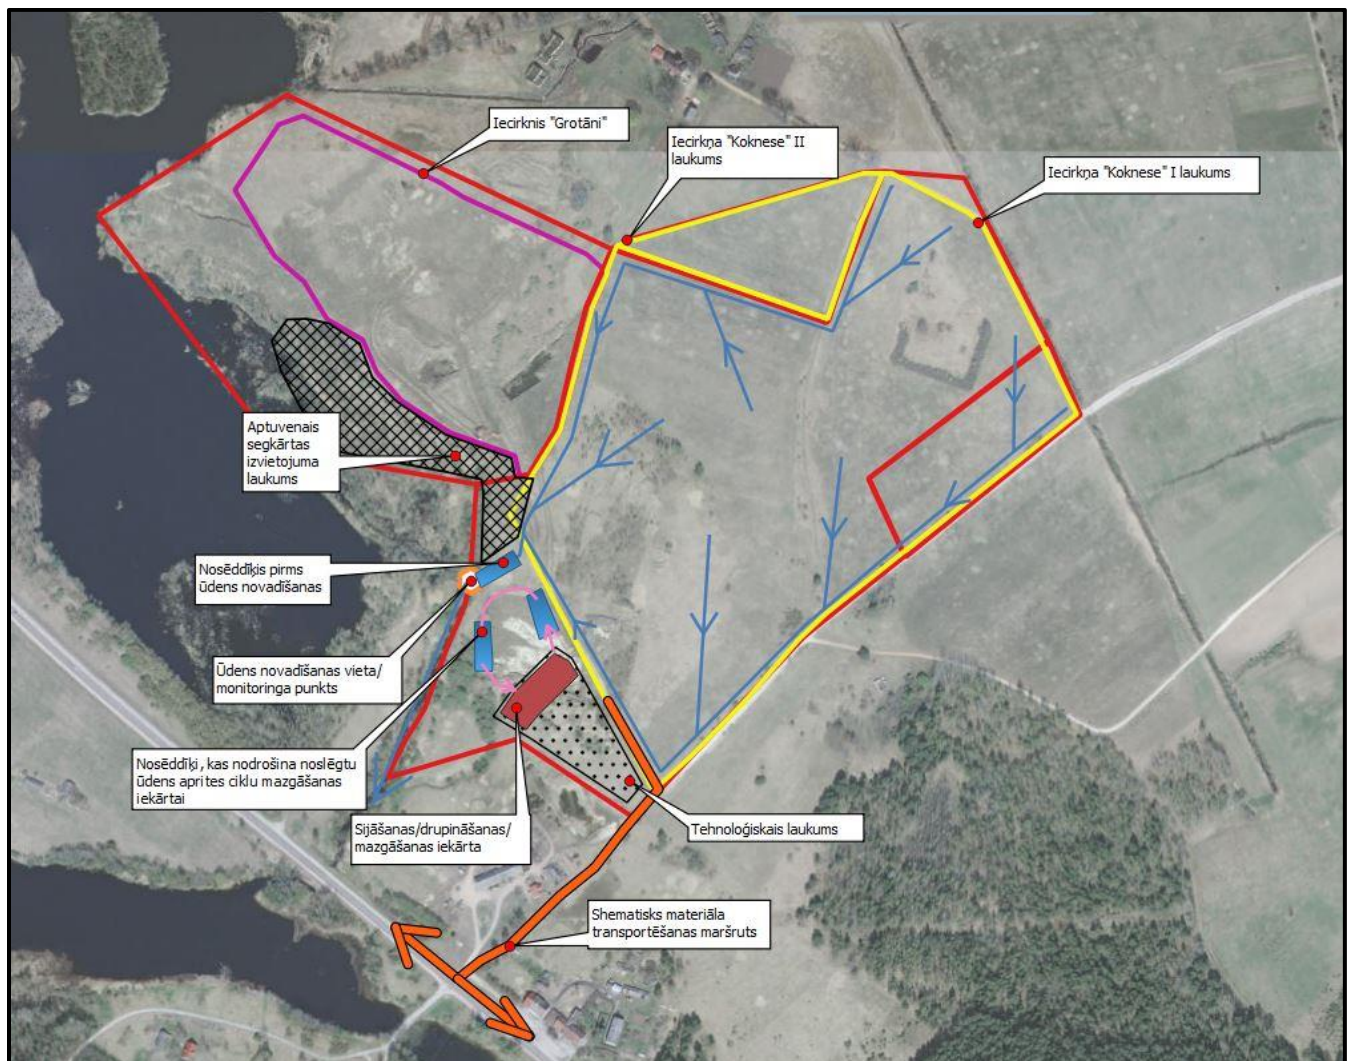 Iecirknis "Grotāni"
Iecirkņa "Koknese" II
laukums
Iecirkņa "Koknese" I laukums
Aptuvenais
segkārtas
izvietojuma
laukums
Nosēddīķis pirms
ūdens novadīšanas
Ūdens novadīšanas vieta/
monitoringa punkts
Nosēddīķi, kas nodrošina noslēgtu
ūdens aprites ciklu mazgāšanas
iekārtai
Sijāšanas/drupināšanas/
mazgāšanas iekārta
Tehnoloģiskais laukums
Shematisks materiāla
transportēšanas maršruts